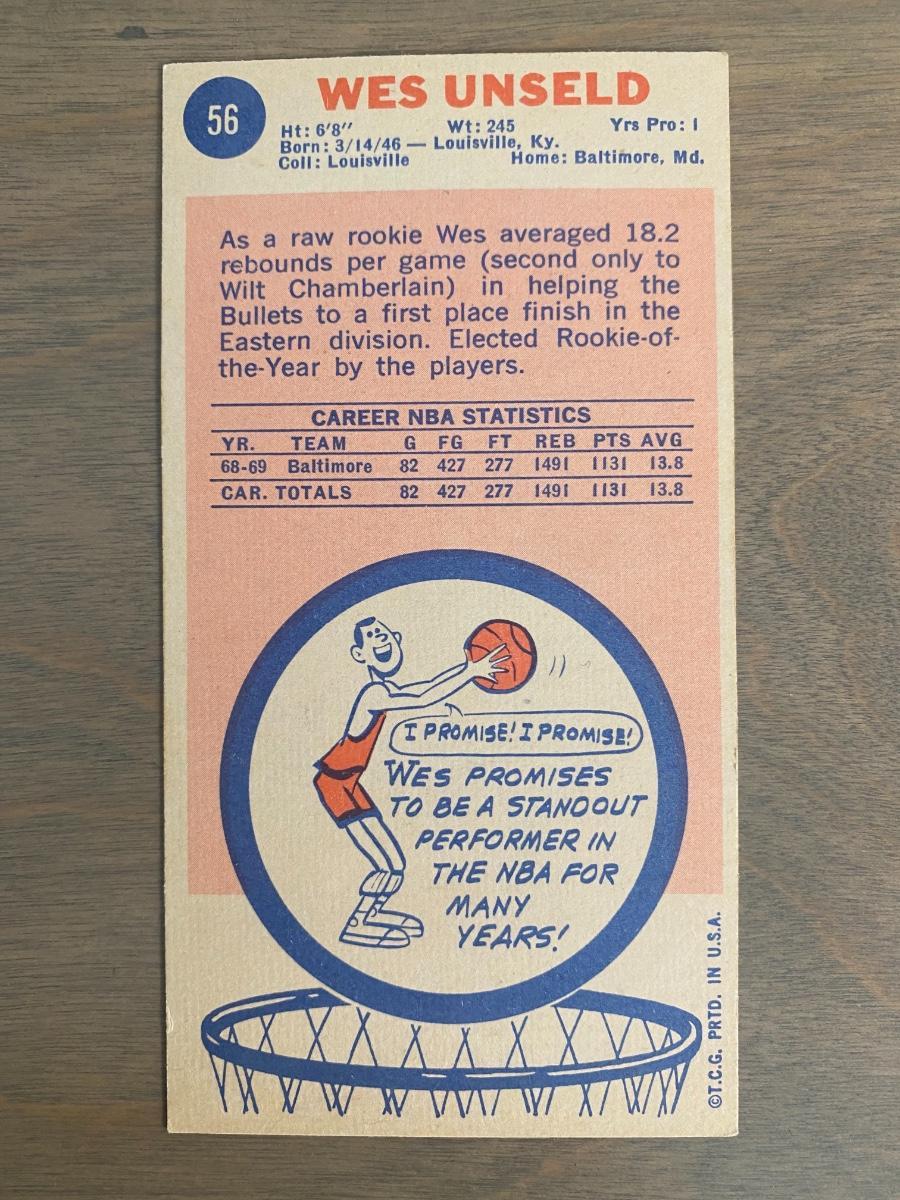 56
WES UNSELD
Ht: 6'8" Wt: 245 Yrs Pro: 1
Born: 3/14/46 — Louisville, Ky.
Coll: Louisville Home: Baltimore, Md.
As a raw rookie Wes averaged 18.2
rebounds per game (second only to
Wilt Chamberlain) in helping the
Bullets to a first place finish in the
Eastern division. Elected Rookie-of-
the-Year by the players.
CAREER NBA STATISTICS
YR. TEAM G FG FT REB PTS AVG
68-69 Baltimore 82 427 277 1491 1131 13.8
CAR. TOTALS 82 427 277 1491 1131 13.8
I PROMISE! I PROMISE!
WES PROMISES
TO BE A STANDOUT
PERFORMER IN
THE NBA FOR
MANY
YEARS!
©T.C.G. PRTD. IN U.S.A.